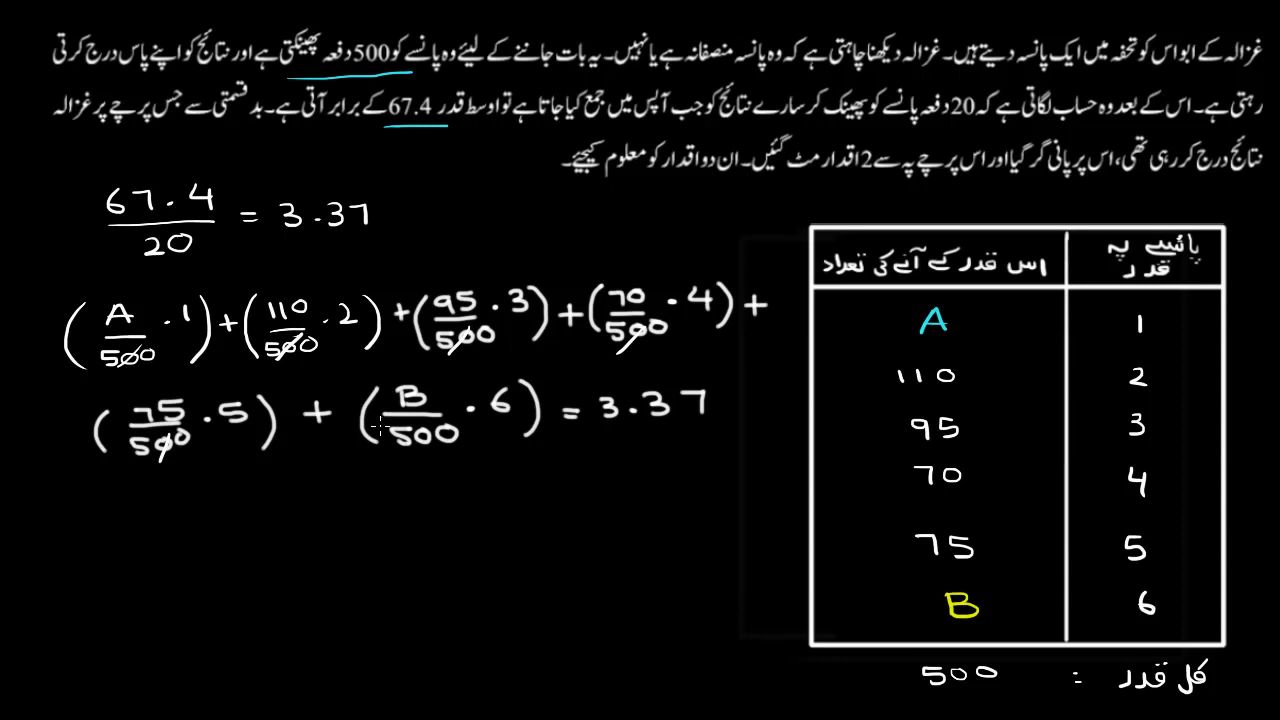 غزالہ کے ابو اس کو تحفہ میں ایک پانسہ دیتے ہیں۔ غزالہ دیکھنا چاہتی ہے کہ وہ پانسہ منصفانہ ہے یا نہیں۔ یہ بات جاننے کے لیئے وہ پانسے کو 500 دفعہ پھینکتی ہے اور نتائج کو اپنے پاس درج کرتی
رہتی ہے۔ اس کے بعد وہ حساب لگاتی ہے کہ 20 دفعہ پانسے کو پھینک کر سارے نتائج کو جب آپس میں جمع کیا جاتا ہے تو اوسط قدر 67.4 کے برابر آتی ہے۔ بد قسمتی سے جس پرچے پر غزالہ
نتائج درج کر رہی تھی، اس پر پانی گر گیا اور اس پرچے پہ سے 2 اقدار مٹ گئیں۔ ان دو اقدار کو معلوم کیجیئے۔
67.4/20 = 3.37
(A/500 · 1) + (110/500 · 2) + (95/500 · 3) + (70/500 · 4) +
(75/500 · 5) + (B/500 · 6) = 3.37
پانسے پہ قدر اس قدر کے آنے کی تعداد
1 A
2 110
3 95
4 70
5 75
6 B
کل قدر = 500